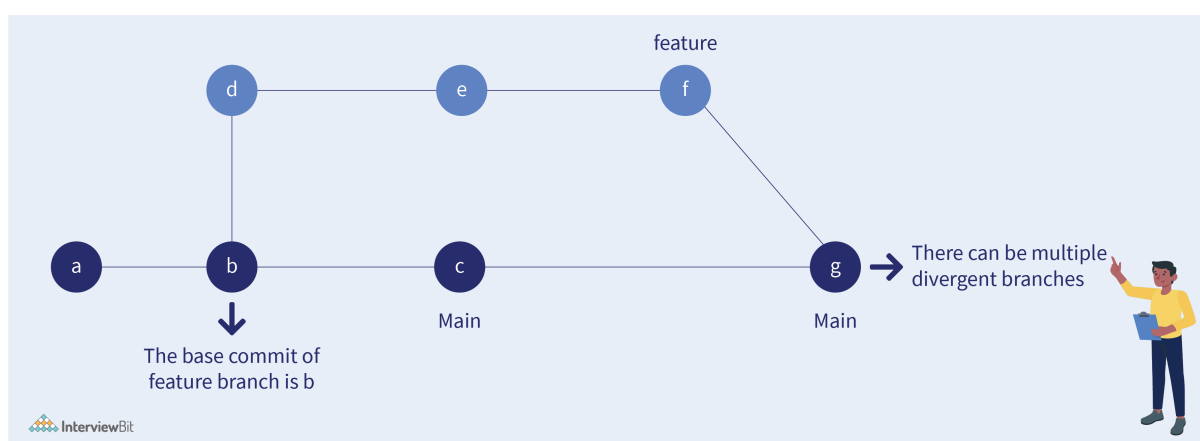 feature
d
e
f
a
b
c
g
There can be multiple
divergent branches
Main
Main
The base commit of
feature branch is b
InterviewBit